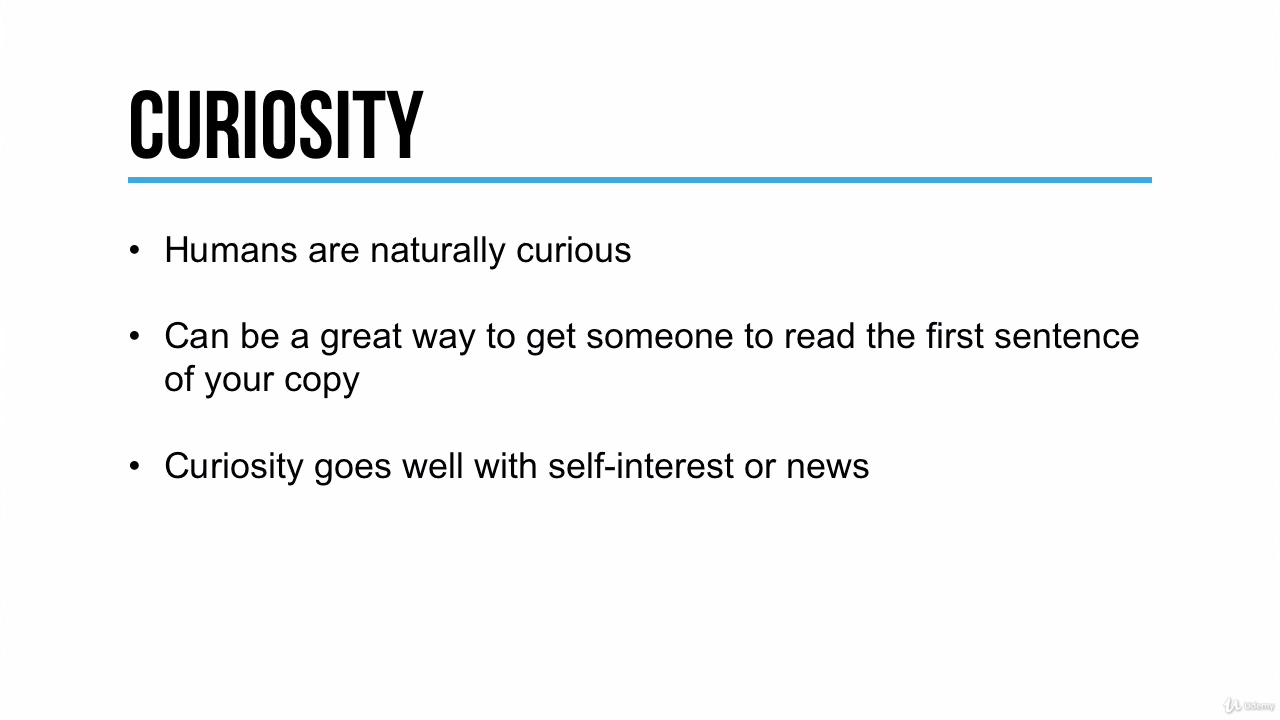 CURIOSITY
• Humans are naturally curious
• Can be a great way to get someone to read the first sentence
of your copy
• Curiosity goes well with self-interest or news
Udemy